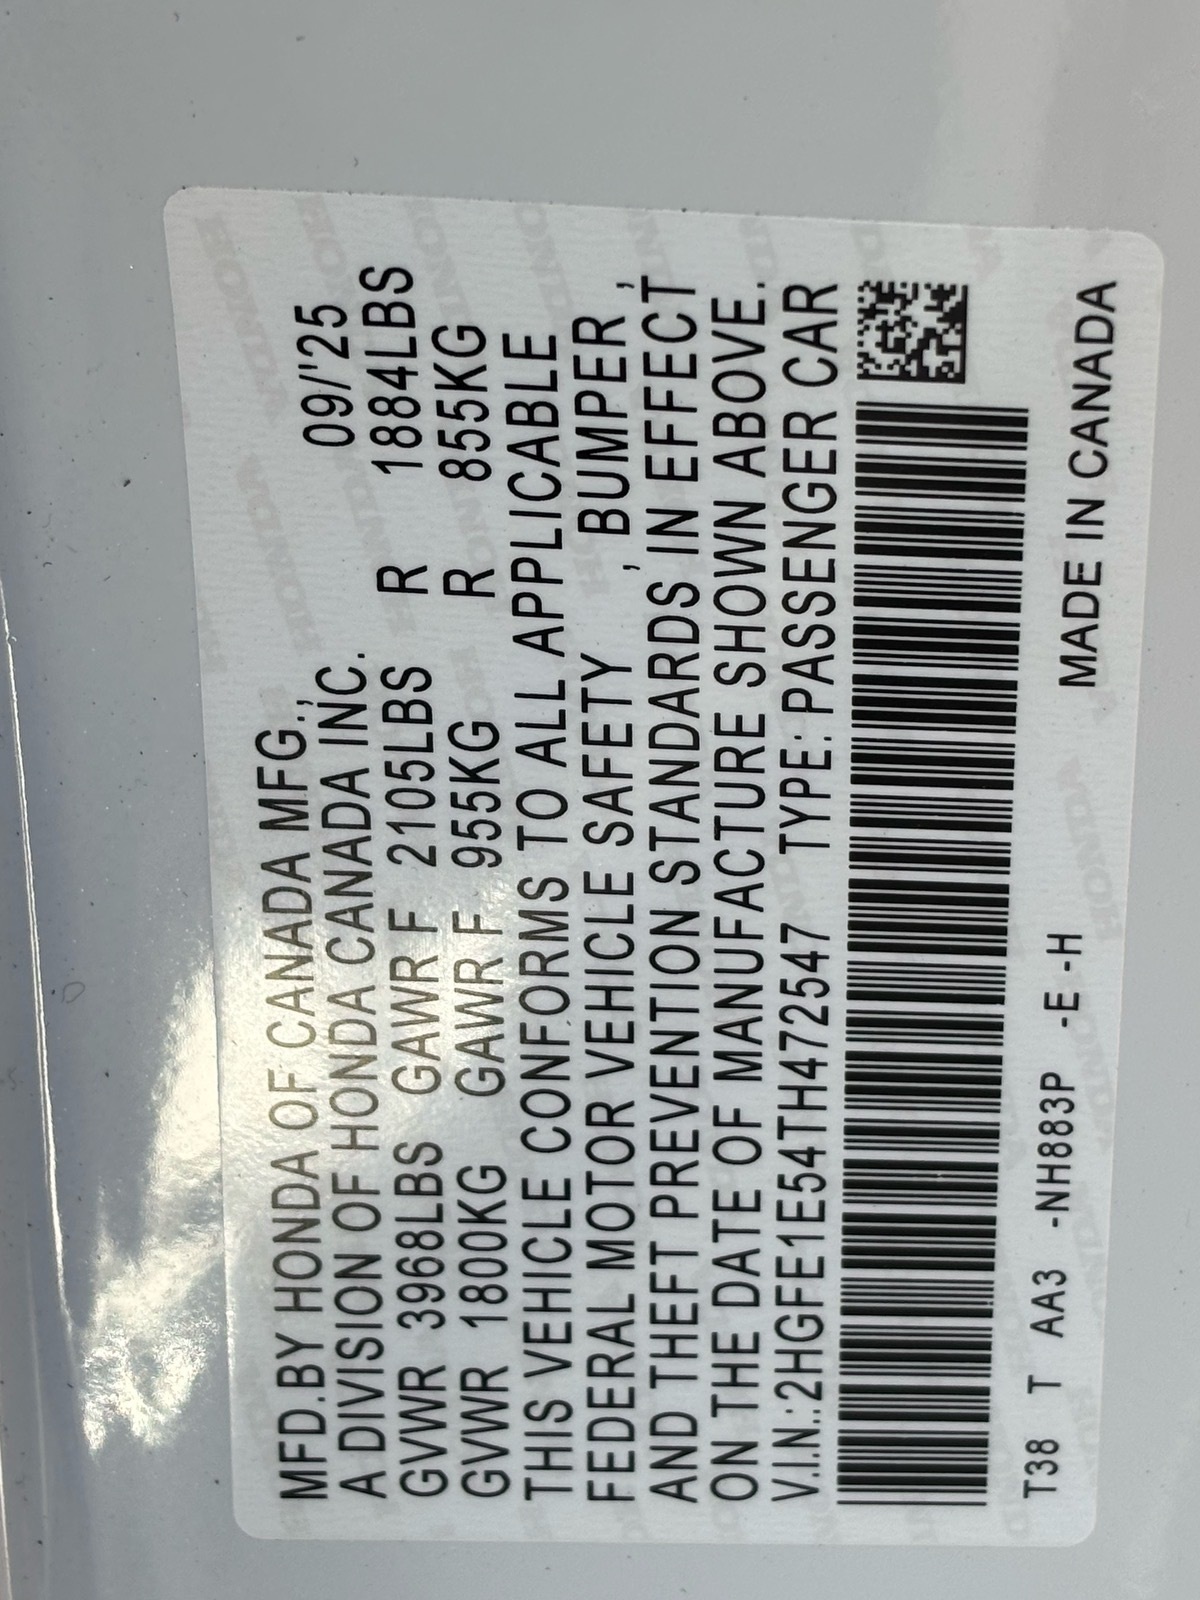 MFD.BY HONDA OF CANADA MFG.,
A DIVISION OF HONDA CANADA INC. 09/'25
GVWR 3968LBS GAWR F 2105LBS R 1884LBS
GVWR 1800KG GAWR F 955KG R 855KG
THIS VEHICLE CONFORMS TO ALL APPLICABLE
FEDERAL MOTOR VEHICLE SAFETY, BUMPER,
AND THEFT PREVENTION STANDARDS IN EFFECT
ON THE DATE OF MANUFACTURE SHOWN ABOVE.
V.I.N.:2HGFE1E54TH472547 TYPE:PASSENGER CAR
T38 T AA3 -NH883P -E -H MADE IN CANADA